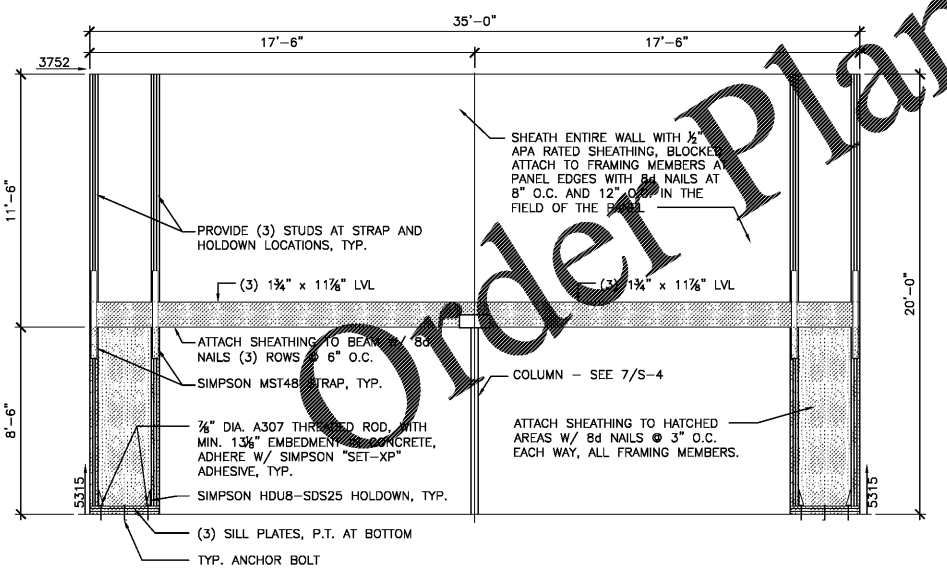 35'-0"
17'-6"
17'-6"
3752
SHEATH ENTIRE WALL WITH ½"
APA RATED SHEATHING, BLOCKED
ATTACH TO FRAMING MEMBERS AT
PANEL EDGES WITH 8d NAILS AT
8" O.C. AND 12" O.C. IN THE
FIELD OF THE PANEL
11'-6"
PROVIDE (3) STUDS AT STRAP AND
HOLDOWN LOCATIONS, TYP.
(3) 1¾" x 11⅞" LVL
(3) 1¾" x 11⅞" LVL
20'-0"
ATTACH SHEATHING TO BEAM W/ 8d
NAILS (3) ROWS @ 6" O.C.
SIMPSON MST48 STRAP, TYP.
COLUMN - SEE 7/S-4
8'-6"
⅞" DIA. A307 THREADED ROD, WITH
MIN. 13⅛" EMBEDMENT IN CONCRETE,
ADHERE W/ SIMPSON "SET-XP"
ADHESIVE, TYP.
ATTACH SHEATHING TO HATCHED
AREAS W/ 8d NAILS @ 3" O.C.
EACH WAY, ALL FRAMING MEMBERS.
5315
SIMPSON HDU8-SDS25 HOLDOWN, TYP.
5315
(3) SILL PLATES, P.T. AT BOTTOM
TYP. ANCHOR BOLT
Order Plan